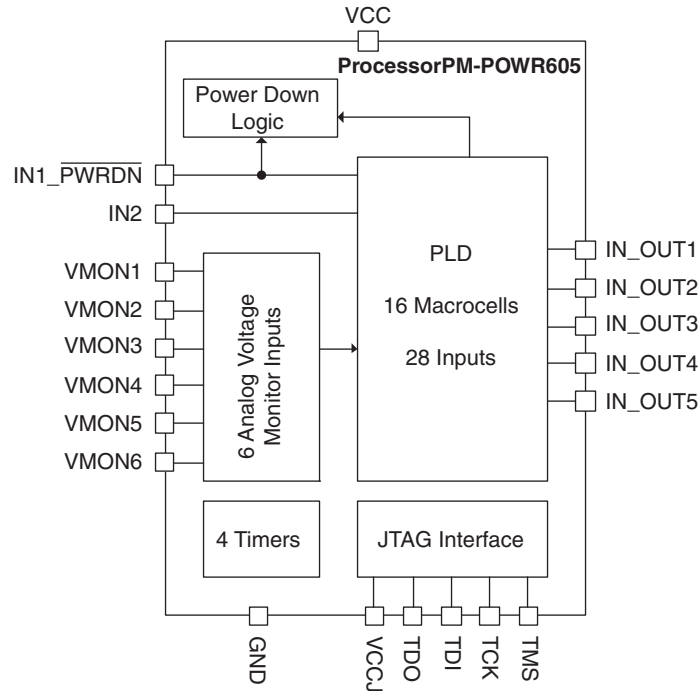 VCC
ProcessorPM-POWR605
Power Down
Logic
IN1_PWRDN
IN2
VMON1
VMON2
VMON3
VMON4
VMON5
VMON6
6 Analog Voltage
Monitor Inputs
PLD
16 Macrocells
28 Inputs
IN_OUT1
IN_OUT2
IN_OUT3
IN_OUT4
IN_OUT5
4 Timers
JTAG Interface
GND
VCCJ
TDO
TDI
TCK
TMS